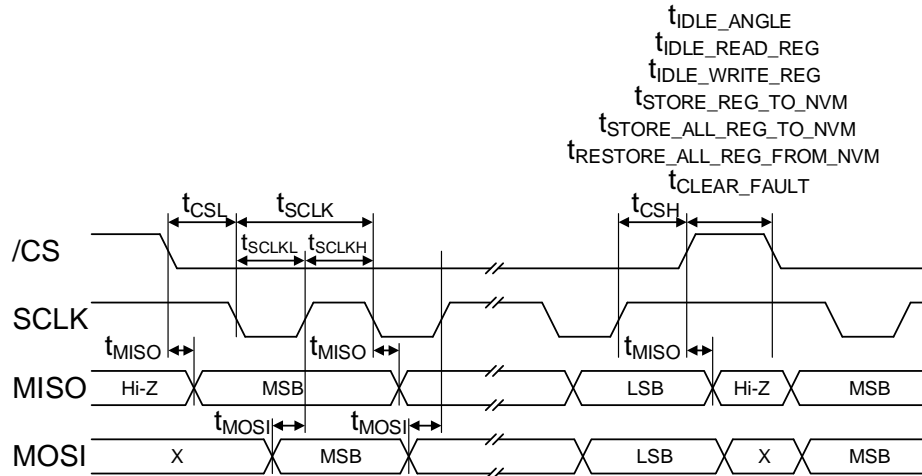 tIDLE_ANGLE
tIDLE_READ_REG
tIDLE_WRITE_REG
tSTORE_REG_TO_NVM
tSTORE_ALL_REG_TO_NVM
tRESTORE_ALL_REG_FROM_NVM
tCLEAR_FAULT
tCSL tSCLK tCSH
/CS tSCLKL tSCLKH
SCLK
tMISO tMISO tMISO
MISO Hi-Z MSB LSB Hi-Z MSB
tMOSI tMOSI
MOSI X MSB LSB X MSB